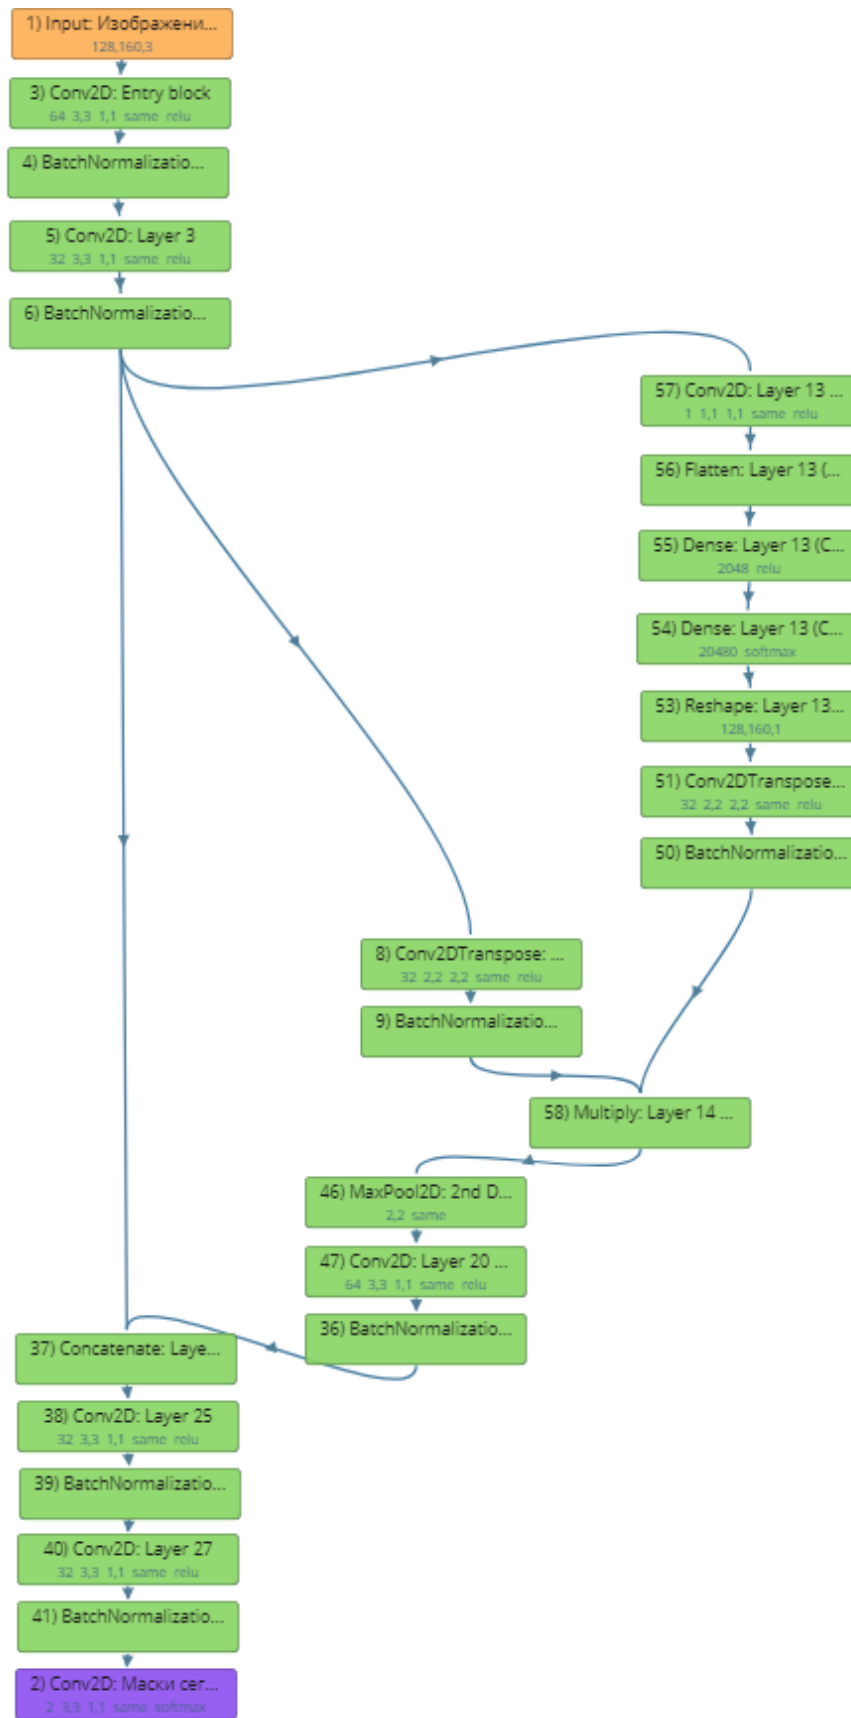 1) Input: Изображени...
128,160,3
3) Conv2D: Entry block
64 3,3 1,1 same relu
4) BatchNormalizatio...
5) Conv2D: Layer 3
32 3,3 1,1 same relu
6) BatchNormalizatio...
57) Conv2D: Layer 13 ...
1 1,1 1,1 same relu
56) Flatten: Layer 13 (...
55) Dense: Layer 13 (C...
2048 relu
54) Dense: Layer 13 (C...
20480 softmax
53) Reshape: Layer 13...
128,160,1
51) Conv2DTranspose...
32 2,2 2,2 same relu
50) BatchNormalizatio...
8) Conv2DTranspose: ...
32 2,2 2,2 same relu
9) BatchNormalizatio...
58) Multiply: Layer 14 ...
46) MaxPool2D: 2nd D...
2,2 same
47) Conv2D: Layer 20 ...
64 3,3 1,1 same relu
36) BatchNormalizatio...
37) Concatenate: Laye...
38) Conv2D: Layer 25
32 3,3 1,1 same relu
39) BatchNormalizatio...
40) Conv2D: Layer 27
32 3,3 1,1 same relu
41) BatchNormalizatio...
2) Conv2D: Маски сег...
2 3,3 1,1 same softmax